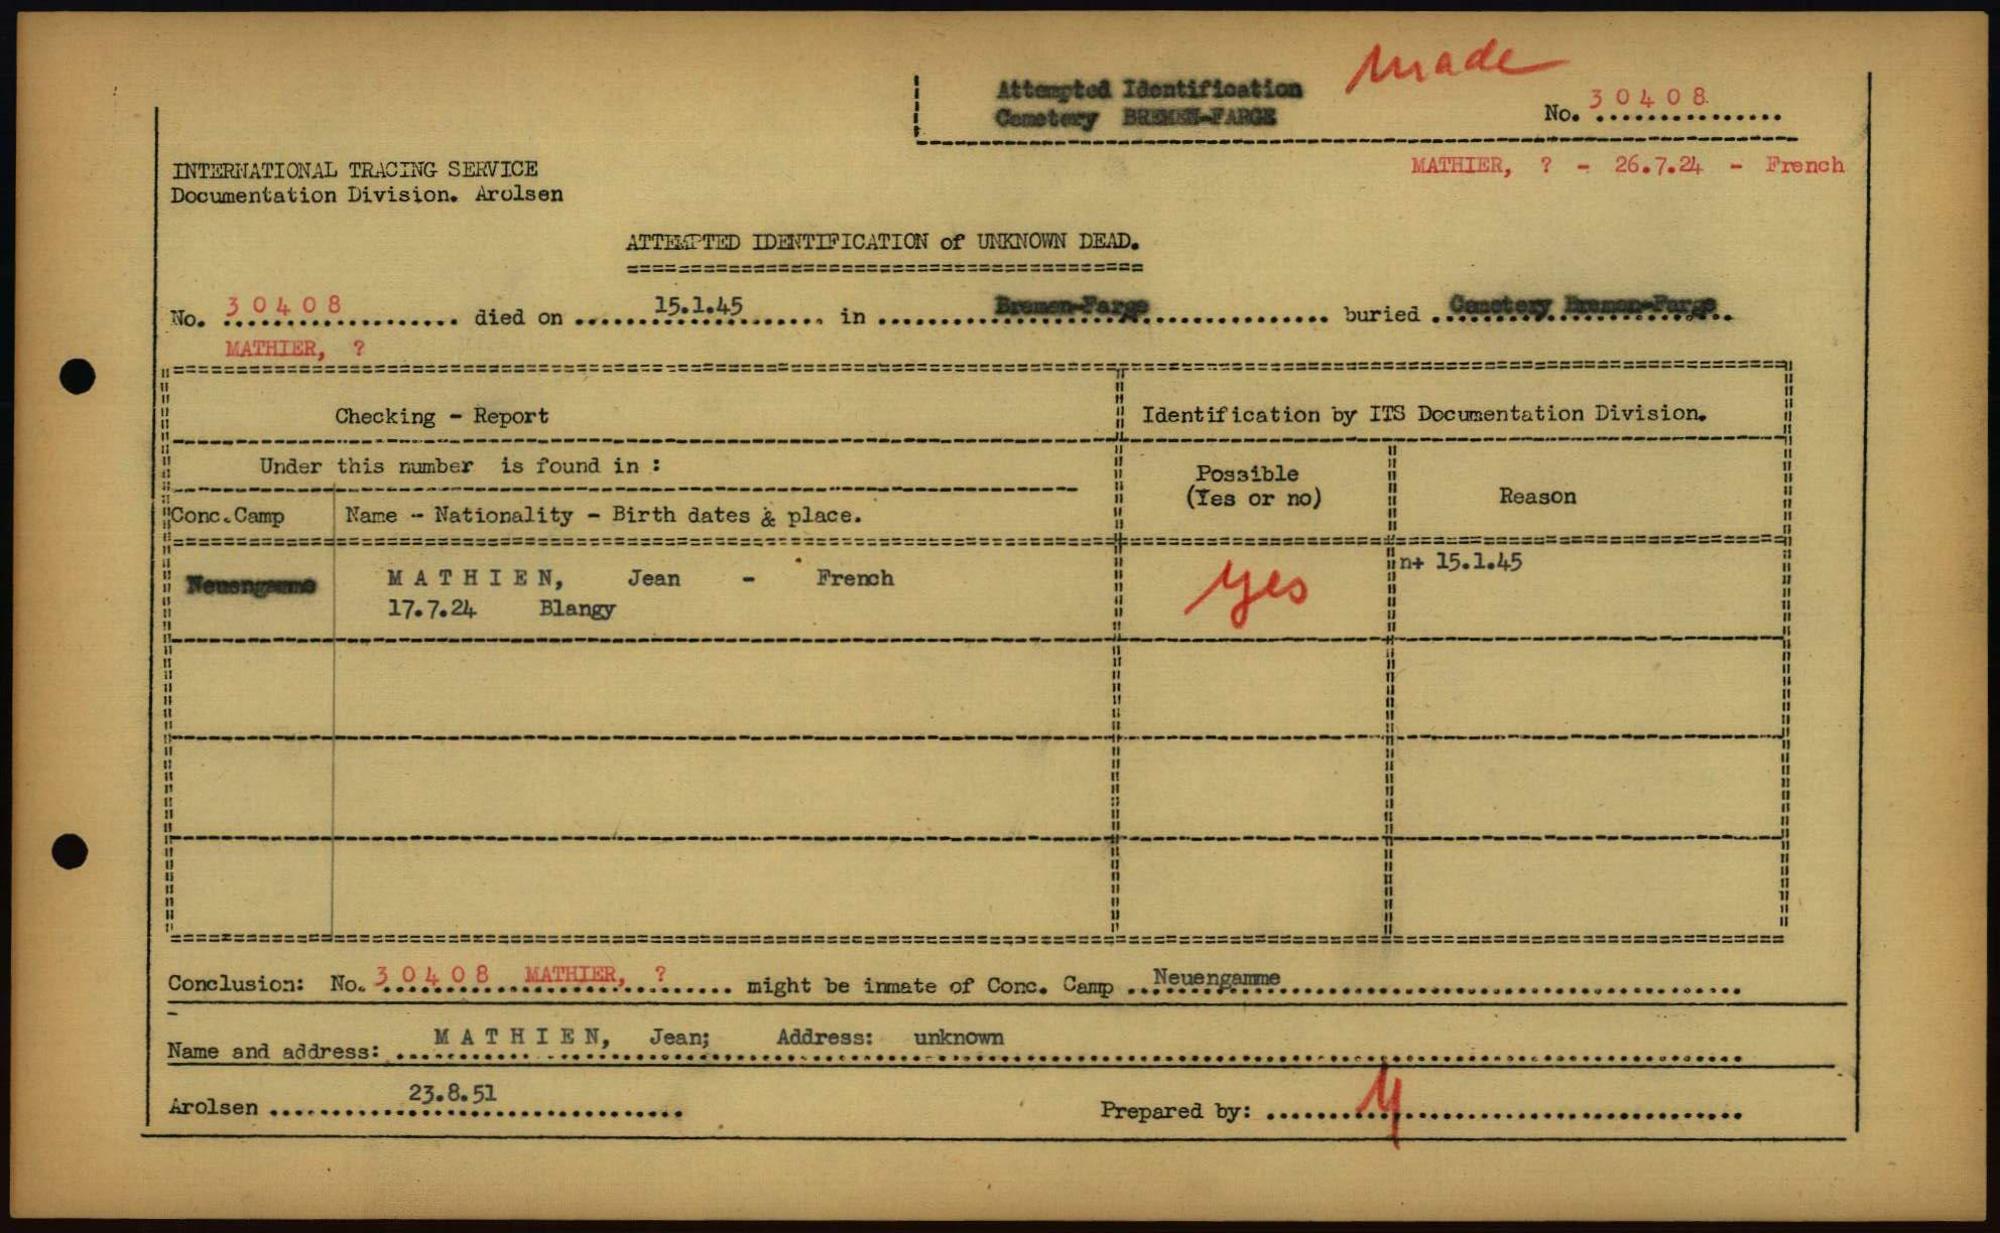 made
Attempted Identification
Cemetery BREMEN-FARGE
No. 30408
MATHIER, ? - 26.7.24 - French
INTERNATIONAL TRACING SERVICE
Documentation Division. Arolsen
ATTEMPTED IDENTIFICATION of UNKNOWN DEAD.
No. 30408 died on 15.1.45 in Bremen-Farge buried Cemetery Bremen-Farge
MATHIER, ?
Checking - Report
Identification by ITS Documentation Division.
Under this number is found in :
Possible
(Yes or no)
Reason
Conc.Camp
Name - Nationality - Birth dates & place.
Neuengamme
MATHIEN, Jean - French
17.7.24 Blangy
yes
n+ 15.1.45
Conclusion: No. 30408 MATHIER, ? might be inmate of Conc. Camp Neuengamme
Name and address: MATHIEN, Jean; Address: unknown
Arolsen 23.8.51
Prepared by: